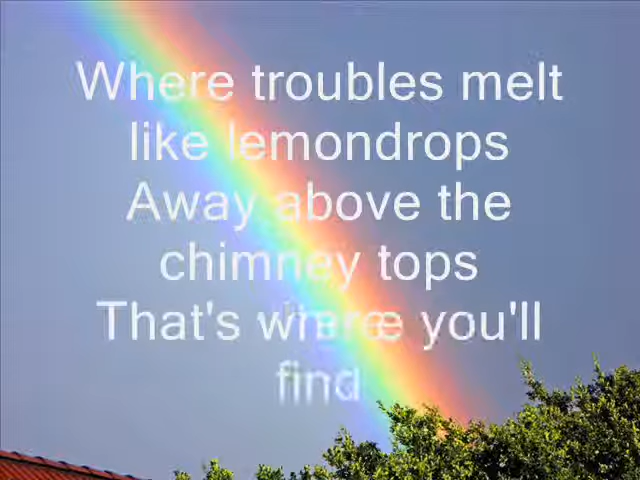 Where troubles melt
like lemondrops
Away above the
chimney tops
That's where you'll
find